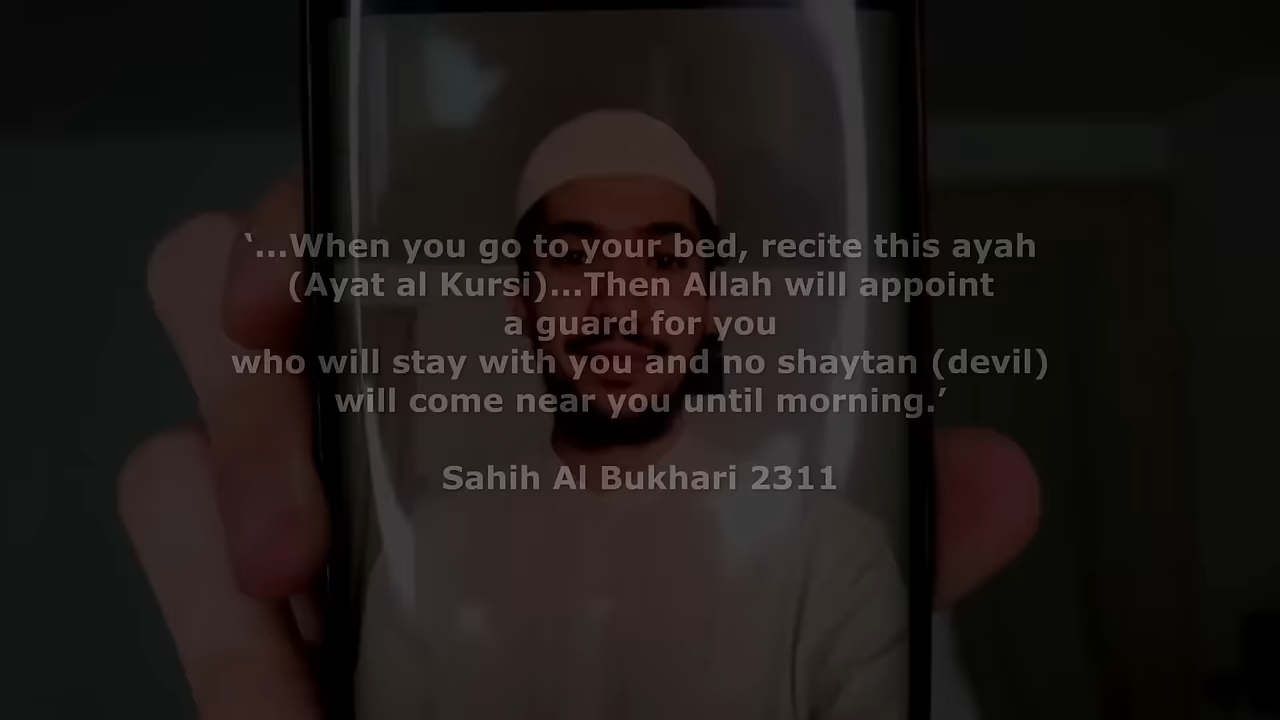 ‘...When you go to your bed, recite this ayah
(Ayat al Kursi)...Then Allah will appoint
a guard for you
who will stay with you and no shaytan (devil)
will come near you until morning.’
Sahih Al Bukhari 2311